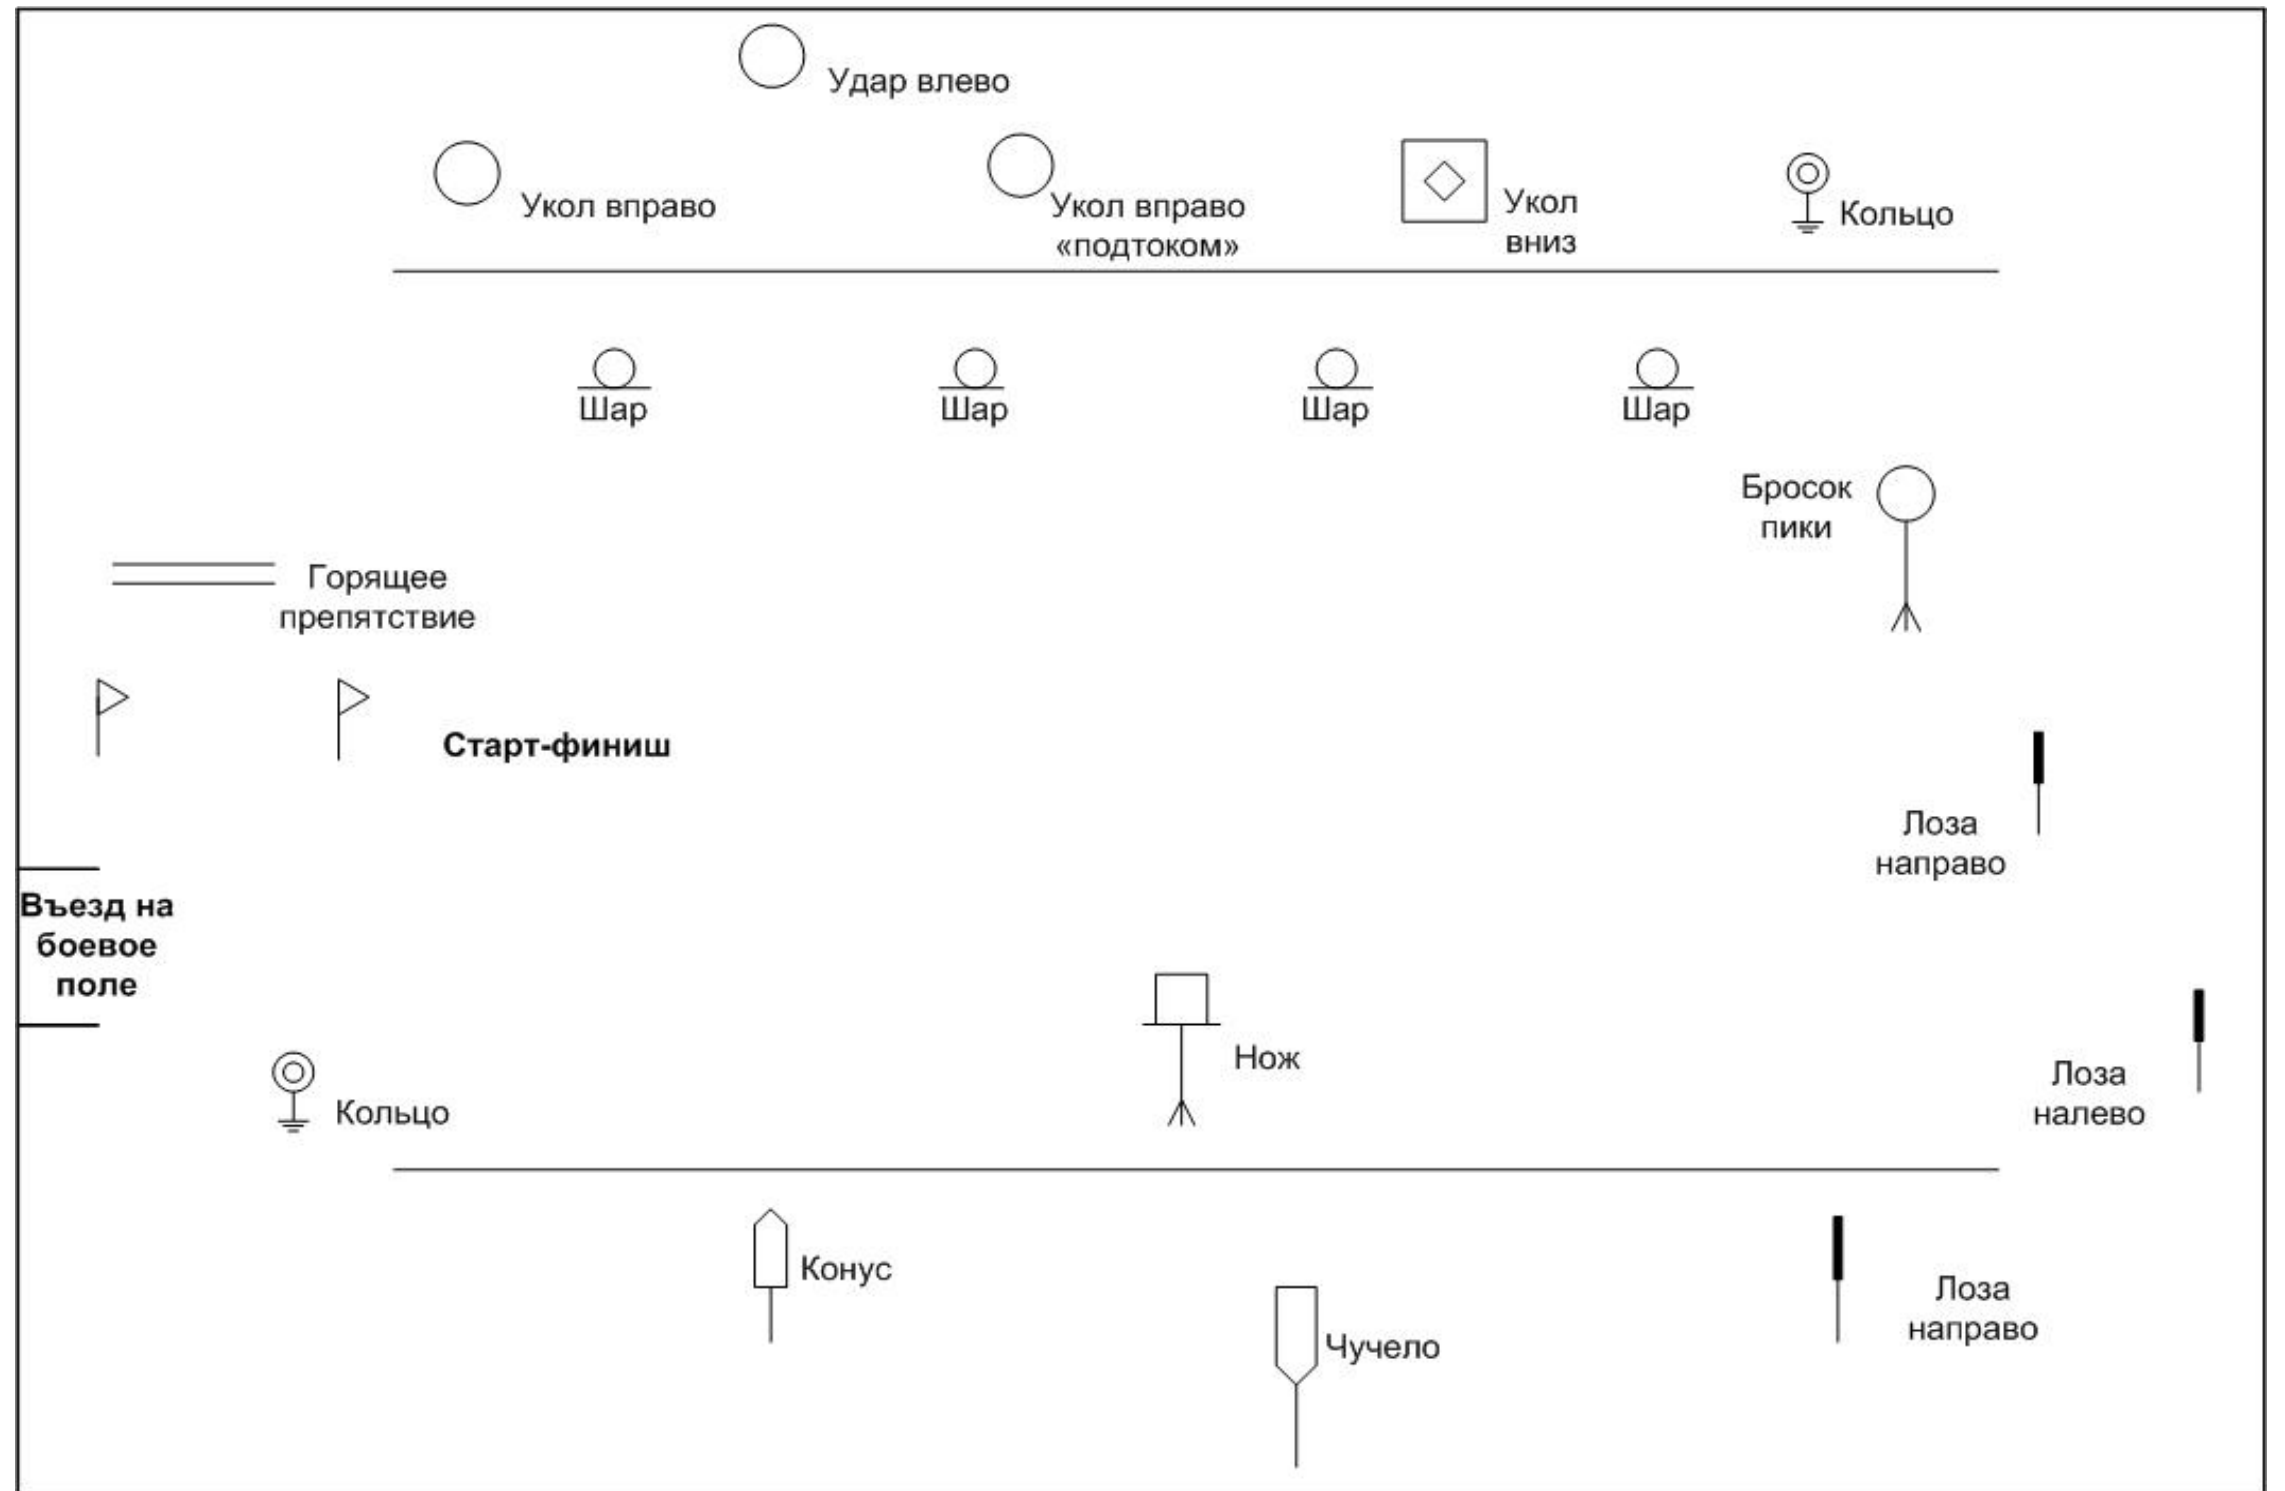 Удар влево
Укол вправо
Укол вправо
«подтоком»
Укол
вниз
Кольцо
Шар
Шар
Шар
Шар
Бросок
пики
Горящее
препятствие
Старт-финиш
Лоза
направо
Въезд на
боевое
поле
Нож
Лоза
налево
Кольцо
Конус
Лоза
направо
Чучело